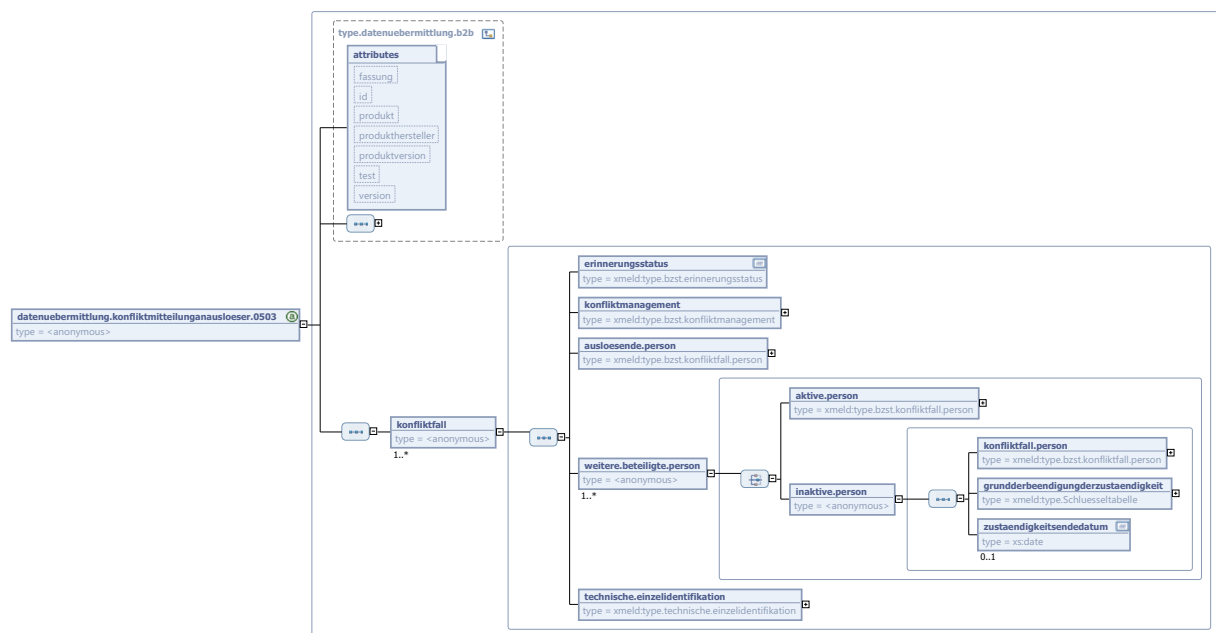 type.datenuebermittlung.b2b
attributes
fassung
id
produkt
produkthersteller
produktversion
test
version
datenuebermittlung.konfliktmitteilunganausloeser.0503
type = <anonymous>
konfliktfall
type = <anonymous>
1..*
erinnerungsstatus
type = xmeld:type.bzst.erinnerungsstatus
konfliktmanagement
type = xmeld:type.bzst.konfliktmanagement
ausloesende.person
type = xmeld:type.bzst.konfliktfall.person
weitere.beteiligte.person
type = <anonymous>
1..*
aktive.person
type = xmeld:type.bzst.konfliktfall.person
inaktive.person
type = <anonymous>
konfliktfall.person
type = xmeld:type.bzst.konfliktfall.person
grundderbeendigungderzustaendigkeit
type = xmeld:type.Schluesseltabelle
zustaendigkeitsendedatum
type = xs:date
0..1
technische.einzelidentifikation
type = xmeld:type.technische.einzelidentifikation